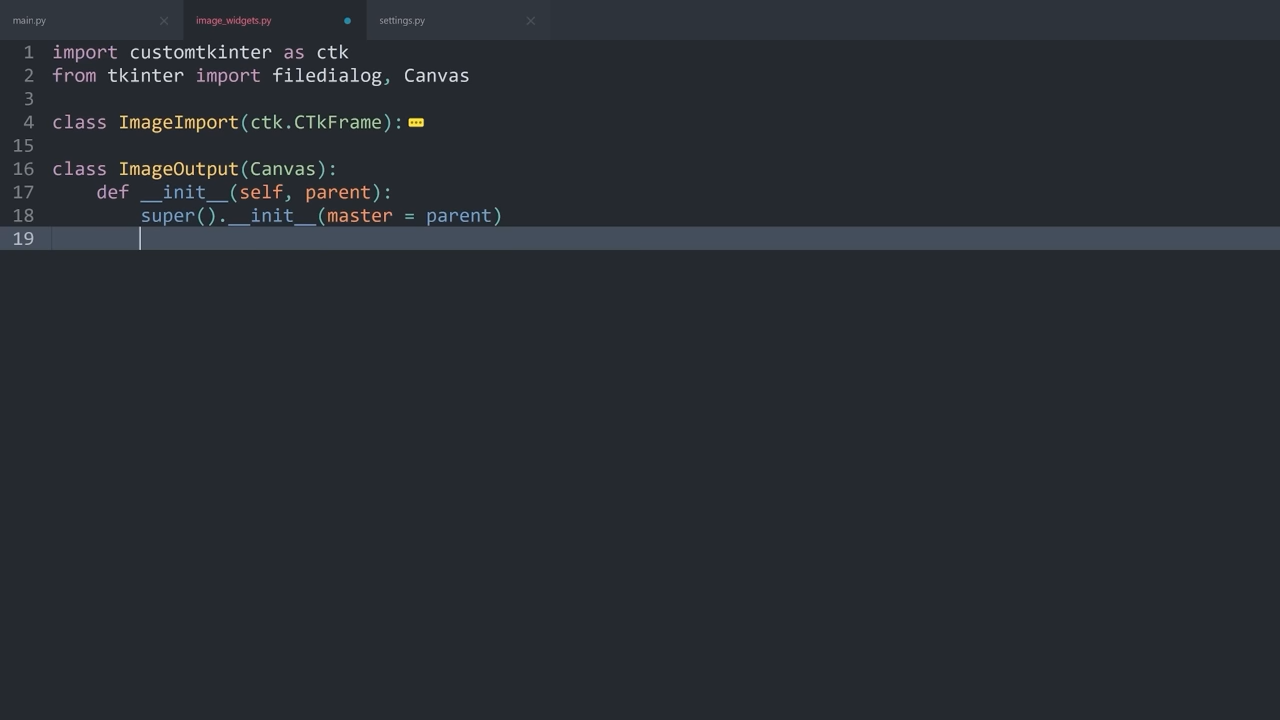 main.py
image_widgets.py
settings.py
1 import customtkinter as ctk
2 from tkinter import filedialog, Canvas
3
4 class ImageImport(ctk.CTkFrame):
15
16 class ImageOutput(Canvas):
17     def __init__(self, parent):
18         super().__init__(master = parent)
19